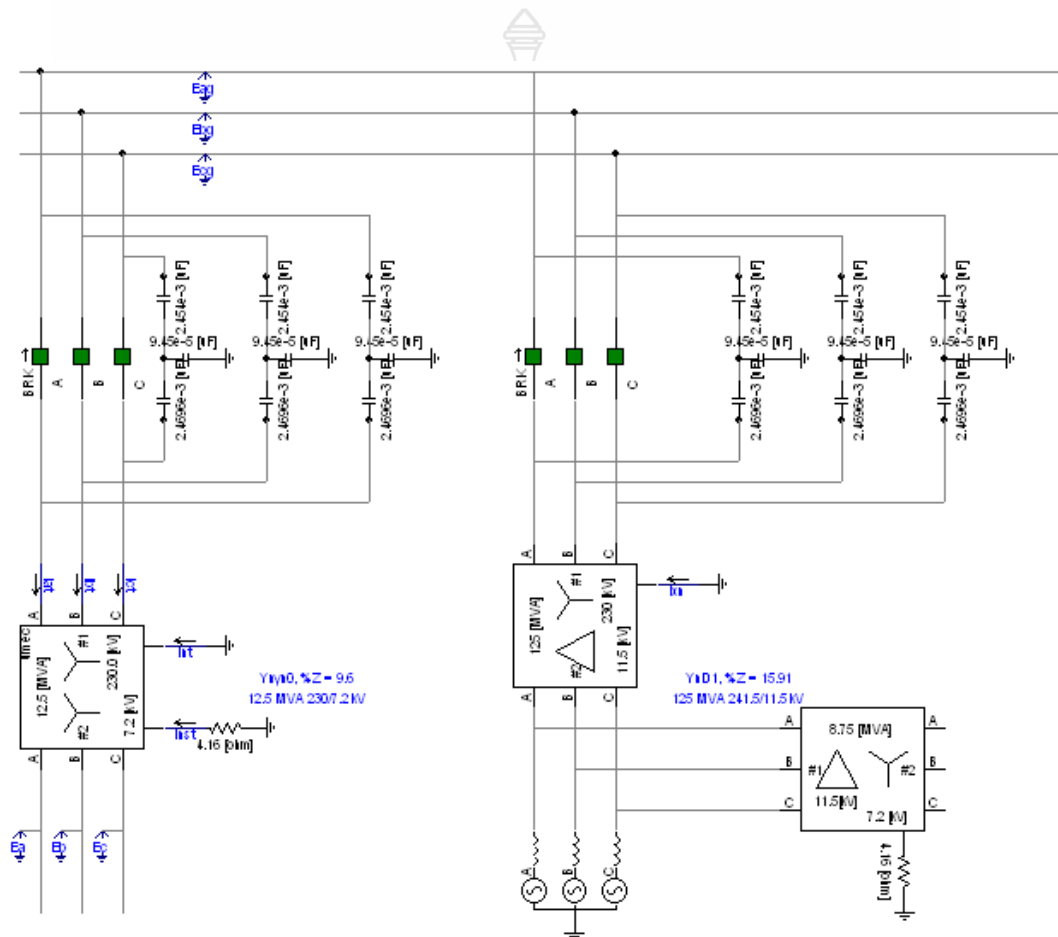 Eag
Ebg
Ecg
2.454e-3 [uF]
2.454e-3 [uF]
2.454e-3 [uF]
2.454e-3 [uF]
2.454e-3 [uF]
2.454e-3 [uF]
9.45e-5 [uF]
9.45e-5 [uF]
9.45e-5 [uF]
9.45e-5 [uF]
9.45e-5 [uF]
9.45e-5 [uF]
BRK
A
B
C
BRK
A
B
C
2.4696e-3 [uF]
2.4696e-3 [uF]
2.4696e-3 [uF]
2.4696e-3 [uF]
2.4696e-3 [uF]
2.4696e-3 [uF]
A
B
C
#1
230 [kV]
125 [MVA]
#2
11.5 [kV]
A
B
C
Iat
Ibt
Ict
A
B
C
umec
#1
230.0 [kV]
12.5 [MVA]
#2
7.2 [kV]
A
B
C
Int
Inst
4.16 [ohm]
Ynyn0, %Z = 9.6
12.5 MVA 230/7.2 kV
YnD1, %Z = 15.91
125 MVA 241.5/11.5 kV
A
8.75 [MVA]
A
B
#1
#2
B
11.5 [kV]
C
7.2 [kV]
C
4.16 [ohm]
Ea
Eb
A
B
C